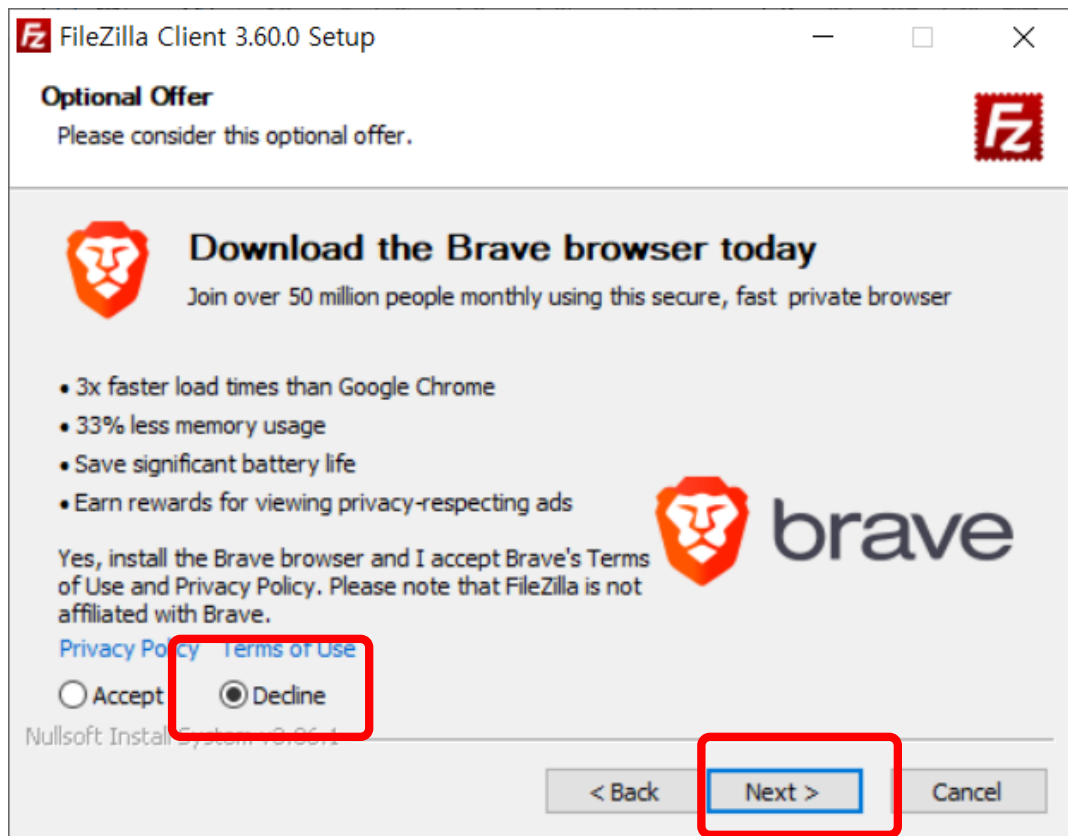 FileZilla Client 3.60.0 Setup
Optional Offer
Please consider this optional offer.
Fz
Download the Brave browser today
Join over 50 million people monthly using this secure, fast private browser
• 3x faster load times than Google Chrome
• 33% less memory usage
• Save significant battery life
• Earn rewards for viewing privacy-respecting ads
brave
Yes, install the Brave browser and I accept Brave's Terms
of Use and Privacy Policy. Please note that FileZilla is not
affiliated with Brave.
Privacy Policy Terms of Use
Accept Decline
Nullsoft Install System
< Back Next > Cancel